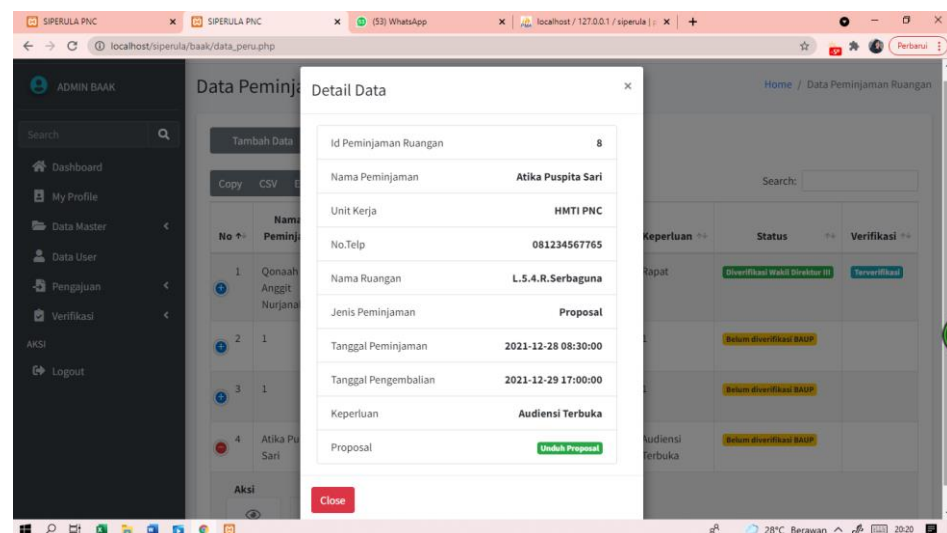 SIPERULA PNC
SIPERULA PNC
(53) WhatsApp
localhost / 127.0.0.1 / siperula |
localhost/siperula/baak/data_peru.php
Perbarui
ADMIN BAAK
Data Peminja
Home / Data Peminjaman Ruangan
Search
Dashboard
My Profile
Data Master
Data User
Pengajuan
Verifikasi
AKSI
Logout
Tambah Data
Copy CSV E
Search:
No
Nama
Peminja
Keperluan
Status
Verifikasi
1
Qonaah
Anggit
Nurjana
Rapat
Diverifikasi Wakil Direktur III
Terverifikasi
2
1
1
Belum diverifikasi BAUP
3
1
1
Belum diverifikasi BAUP
4
Atika Pu
Sari
Audiensi
Terbuka
Belum diverifikasi BAUP
Aksi
Detail Data
×
Id Peminjaman Ruangan 8
Nama Peminjaman Atika Puspita Sari
Unit Kerja HMTI PNC
No.Telp 081234567765
Nama Ruangan L.5.4.R.Serbaguna
Jenis Peminjaman Proposal
Tanggal Peminjaman 2021-12-28 08:30:00
Tanggal Pengembalian 2021-12-29 17:00:00
Keperluan Audiensi Terbuka
Proposal Unduh Proposal
Close
28°C Berawan
20:20